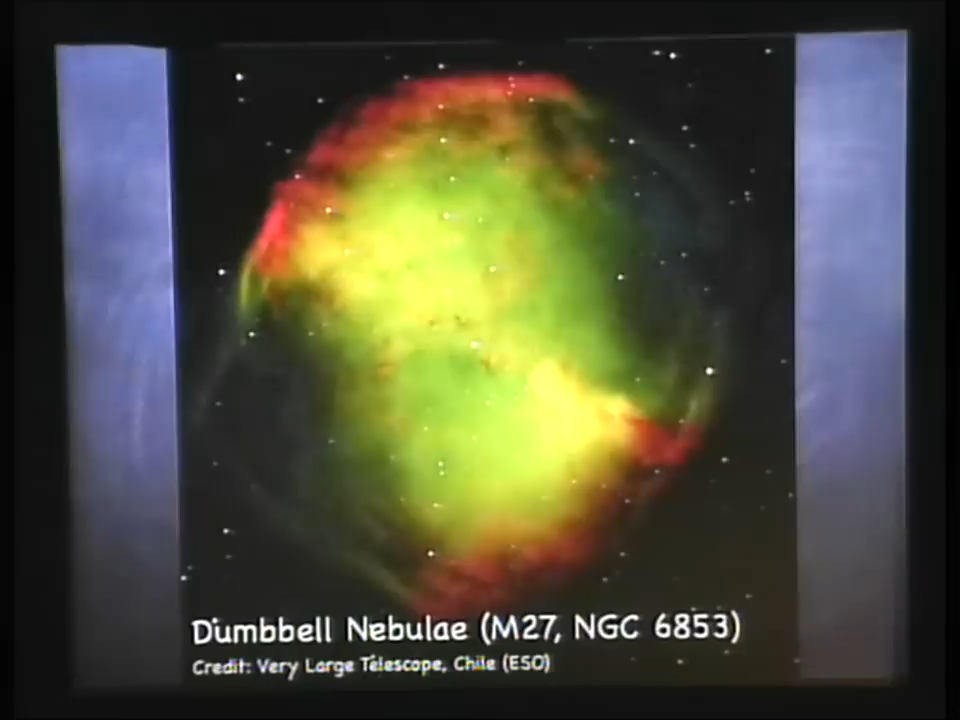 Dumbbell Nebulae (M27, NGC 6853)
Credit: Very Large Telescope, Chile (ESO)